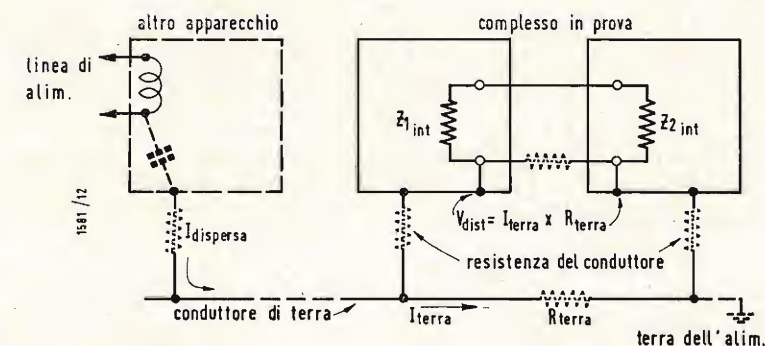 altro apparecchio
complesso in prova
linea di
alim.
Z1 int
Z2 int
1581/12
Idispersa
Vdist = Iterra x Rterra
resistenza del conduttore
conduttore di terra
Iterra
Rterra
terra dell'alim.